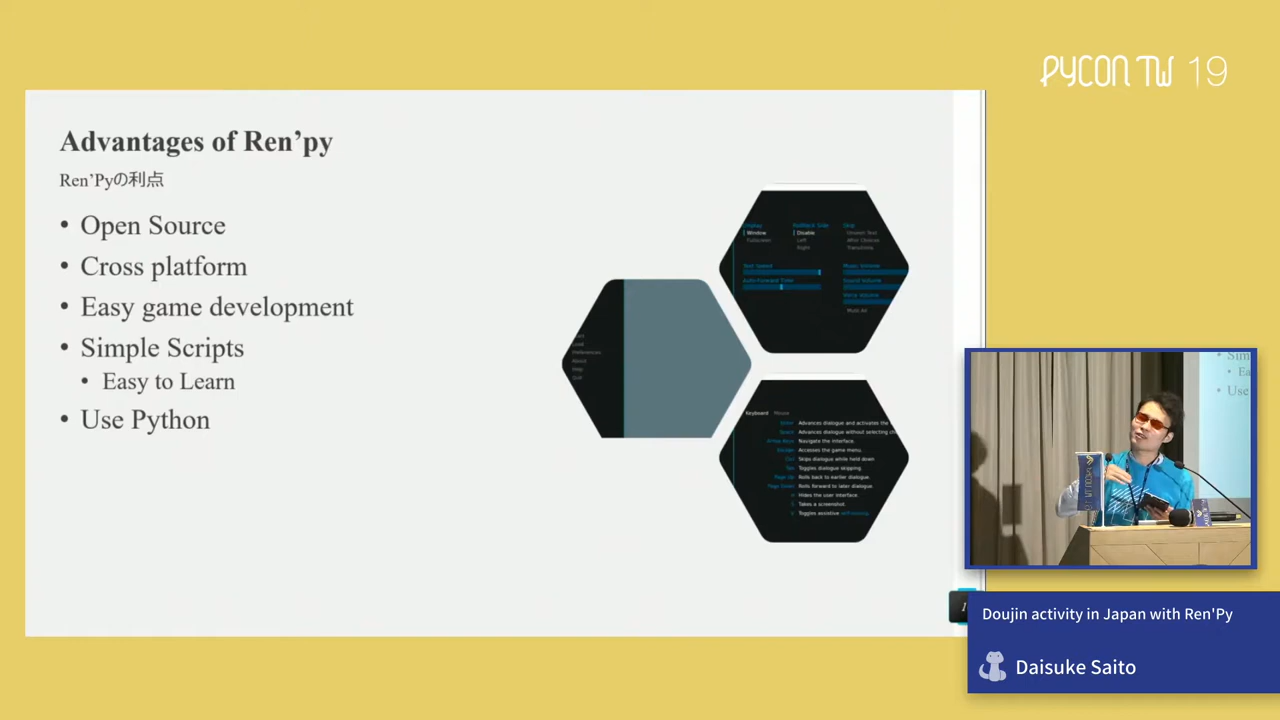 PYCON TW 19
Advantages of Ren'py
Ren'Pyの利点
• Open Source
• Cross platform
• Easy game development
• Simple Scripts
• Easy to Learn
• Use Python
Display Rollback Side Skip
Window Disable Unseen Text
Fullscreen Left After Choices
Right Transitions
Text Speed Music Volume
Auto-Forward Time Sound Volume
Voice Volume
Mute All
Load
Preferences
About
Help
Quit
Keyboard Mouse
Enter Advances dialogue and activates the
Space Advances dialogue without selecting
Arrow Keys Navigate the interface.
Escape Accesses the game menu.
Ctrl Skips dialogue while held down
Tab Toggles dialogue skipping.
Page Up Rolls back to earlier dialogue.
Page Down Rolls forward to later dialogue.
H Hides the user interface.
S Takes a screenshot.
V Toggles assistive
Doujin activity in Japan with Ren'Py
Daisuke Saito